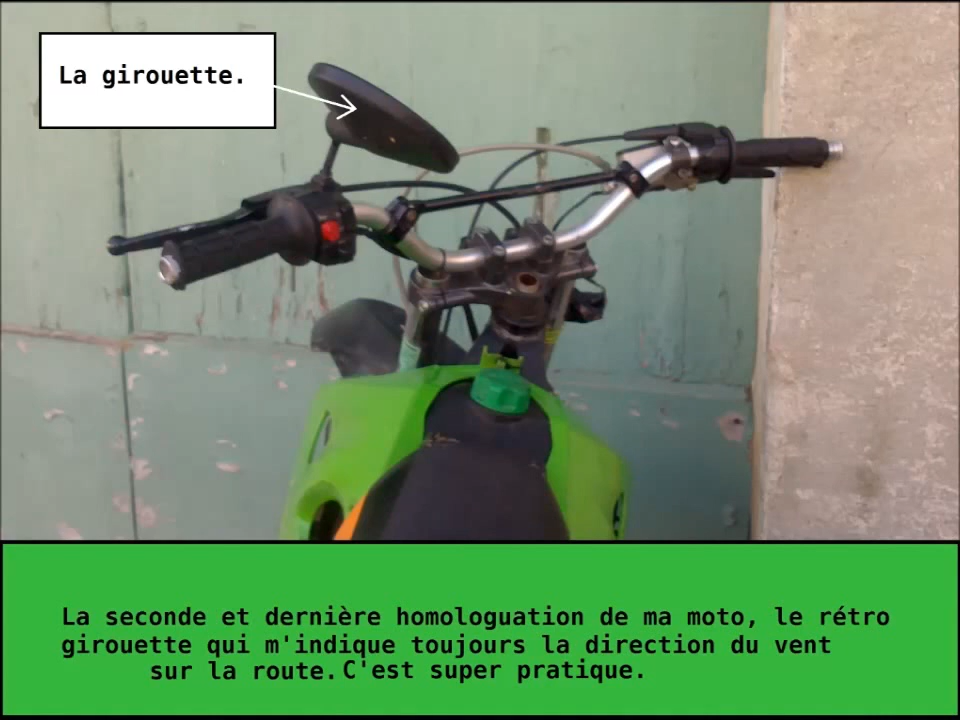 La girouette.
La seconde et dernière homologuation de ma moto, le rétro
girouette qui m'indique toujours la direction du vent
sur la route. C'est super pratique.